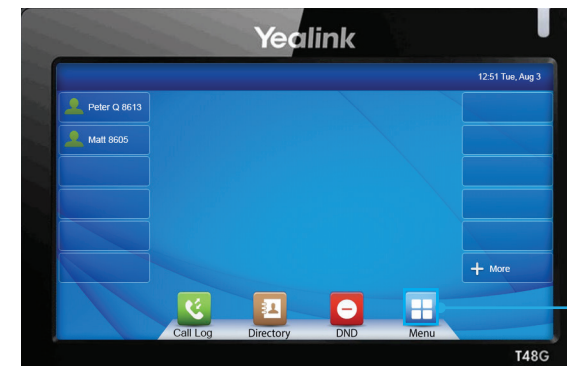 Yealink
12:51 Tue, Aug 3
Peter Q 8613
Matt 8605
More
Call Log
Directory
DND
Menu
T48G